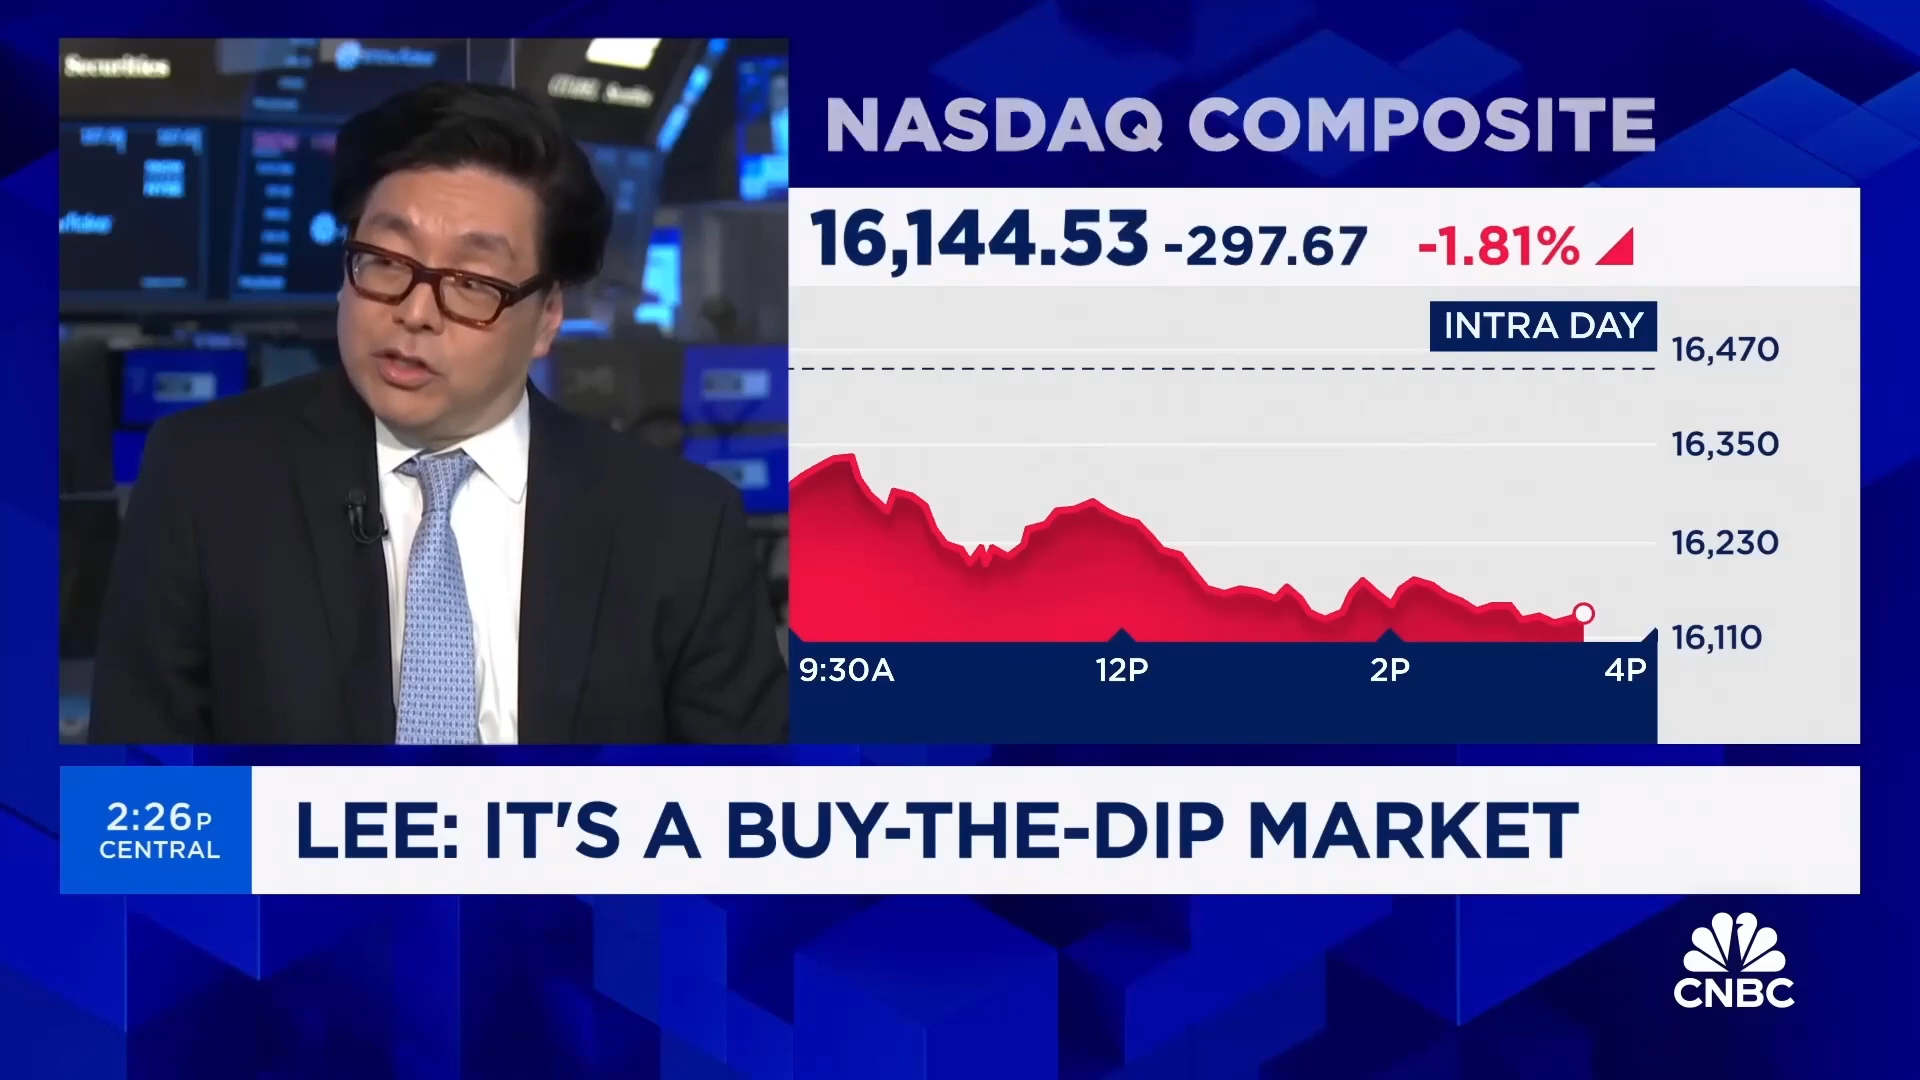 Securities
NASDAQ COMPOSITE
16,144.53 -297.67 -1.81%
INTRA DAY
16,470
16,350
16,230
16,110
9:30A 12P 2P 4P
2:26P
CENTRAL
LEE: IT'S A BUY-THE-DIP MARKET
CNBC